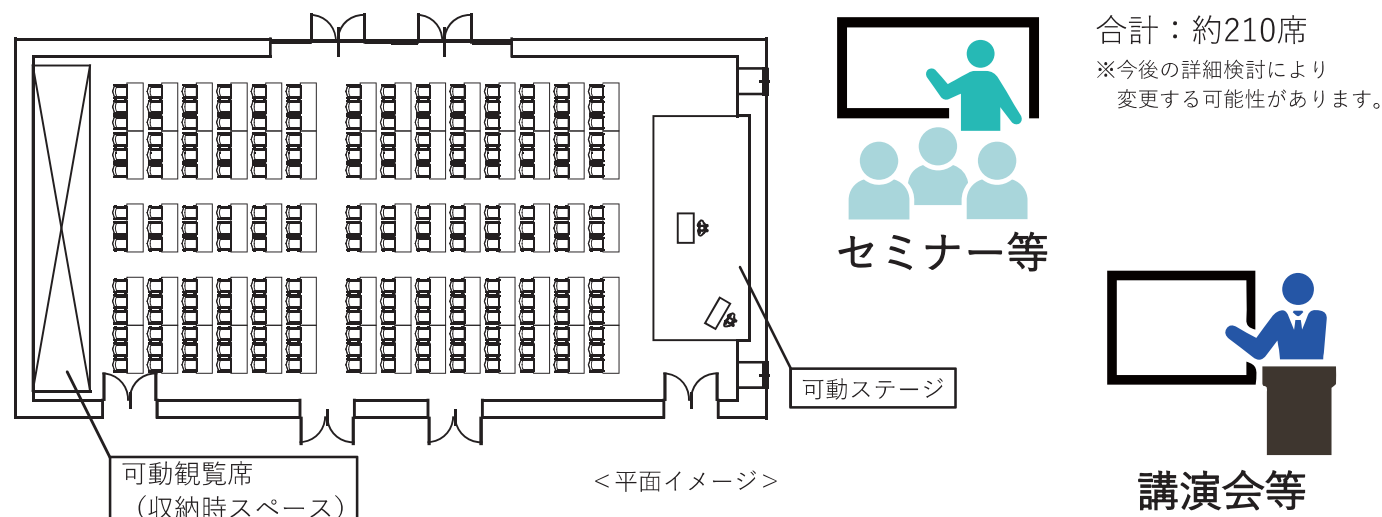 合計：約210席
※今後の詳細検討により
変更する可能性があります。
セミナー等
可動ステージ
可動観覧席
（収納時スペース）
＜平面イメージ＞
講演会等